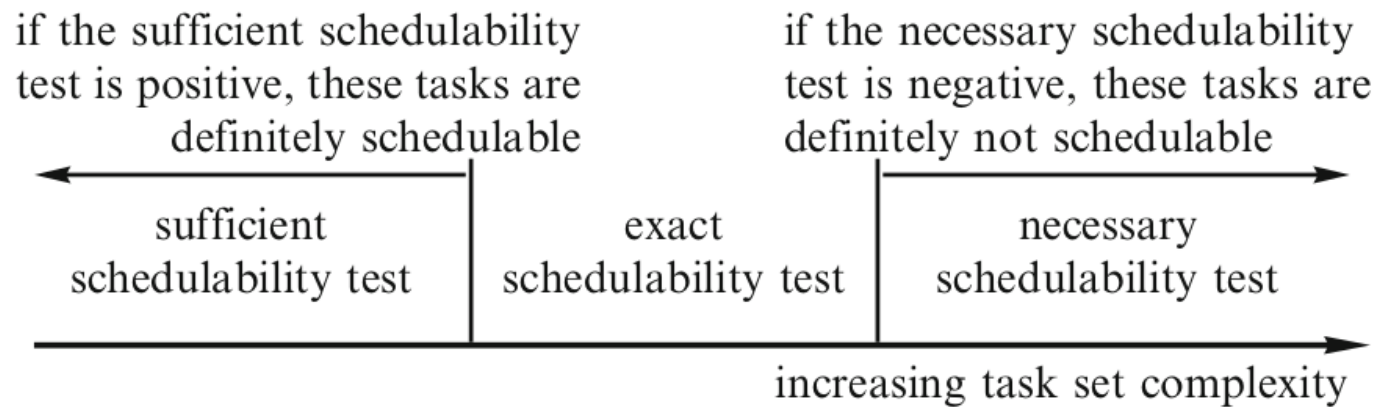 if the sufficient schedulability
test is positive, these tasks are
definitely schedulable
if the necessary schedulability
test is negative, these tasks are
definitely not schedulable
sufficient
schedulability test
exact
schedulability test
necessary
schedulability test
increasing task set complexity